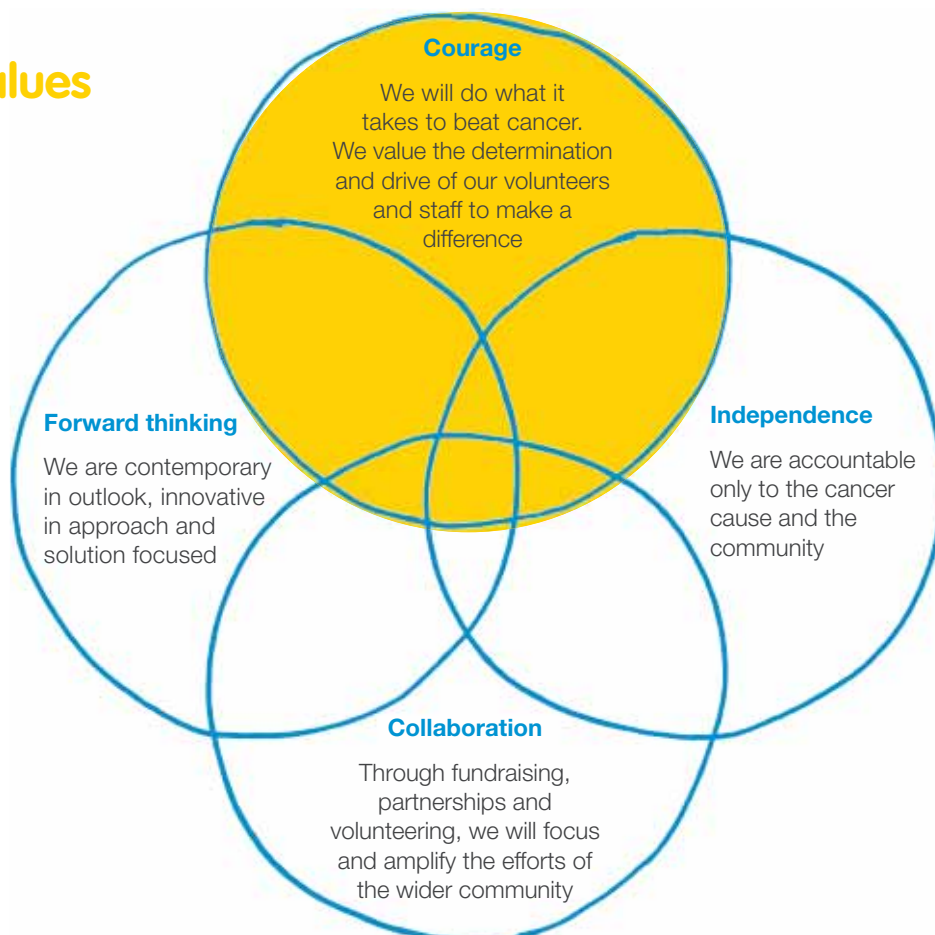 alues
Courage
We will do what it
takes to beat cancer.
We value the determination
and drive of our volunteers
and staff to make a
difference
Forward thinking
We are contemporary
in outlook, innovative
in approach and
solution focused
Independence
We are accountable
only to the cancer
cause and the
community
Collaboration
Through fundraising,
partnerships and
volunteering, we will focus
and amplify the efforts of
the wider community